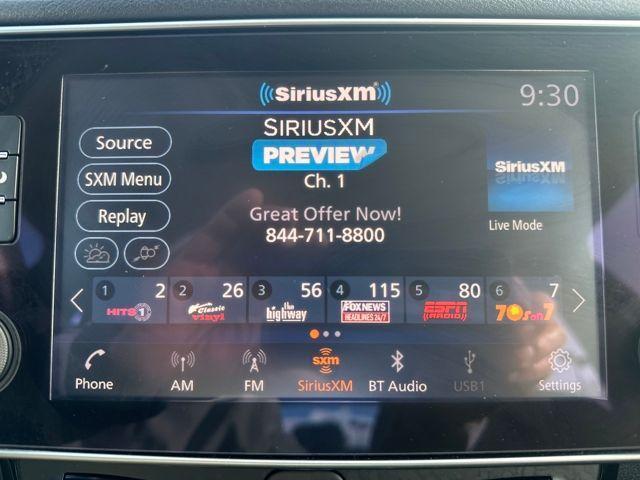 SiriusXM
9:30
Source
SIRIUSXM
PREVIEW
SiriusXM
SXM Menu
Ch. 1
Replay
Great Offer Now!
844-711-8800
Live Mode
1 2 2 26 3 56 4 115 5 80 6 7
HITS 1
Classic vinyl
the highway
FOX NEWS
HEADLINES 24/7
ESPN
RADIO
70s on 7
sxm
Phone AM FM SiriusXM BT Audio USB1 Settings